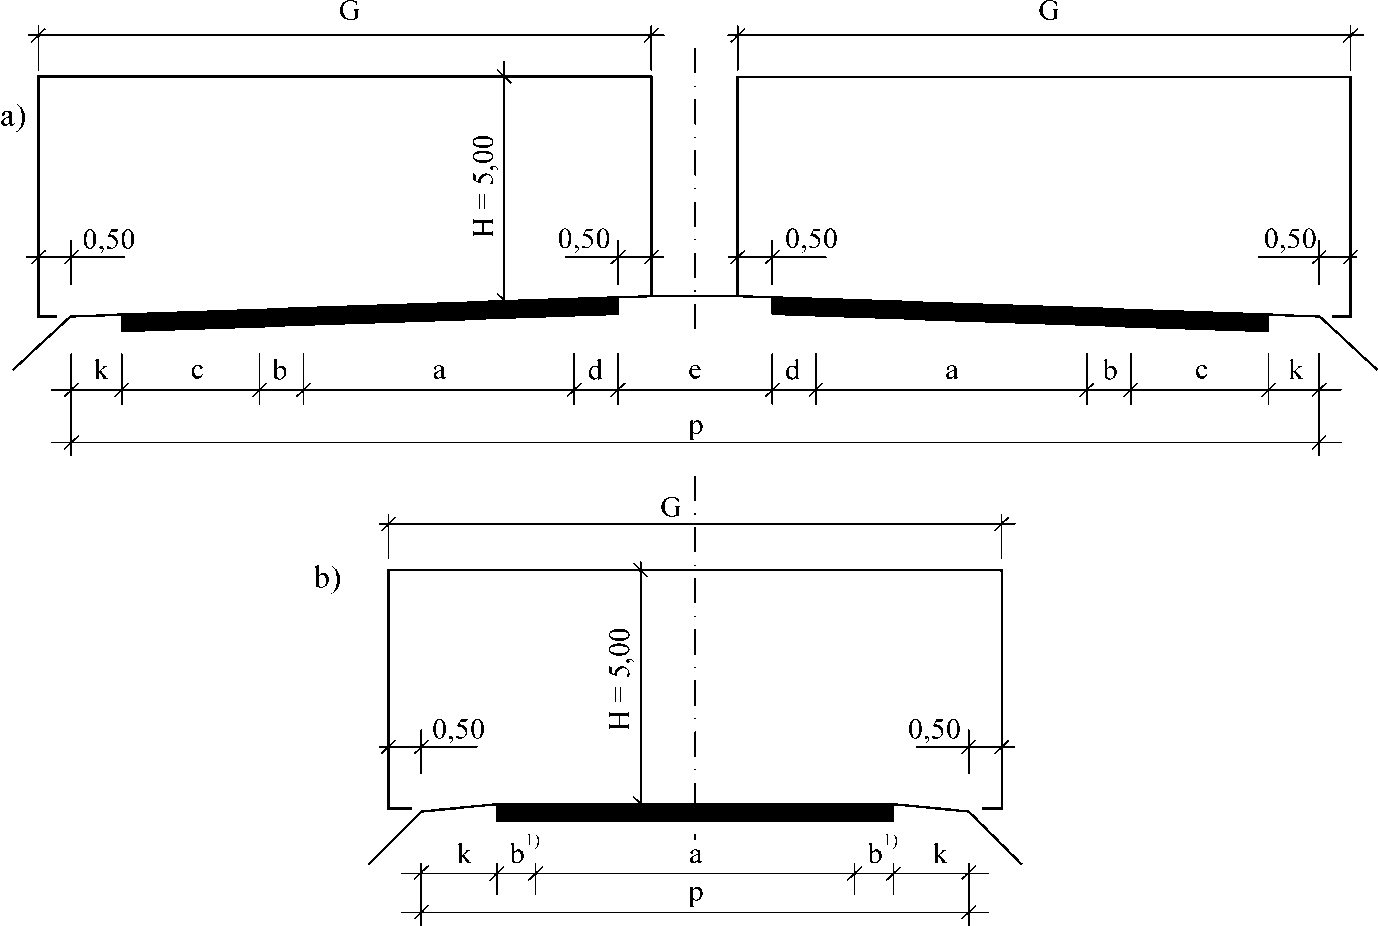 G G
a)
H = 5,00
0,50 0,50 0,50 0,50
k c b a d e d a b c k
p
G
b)
H = 5,00
0,50 0,50
k b1) a b1) k
p